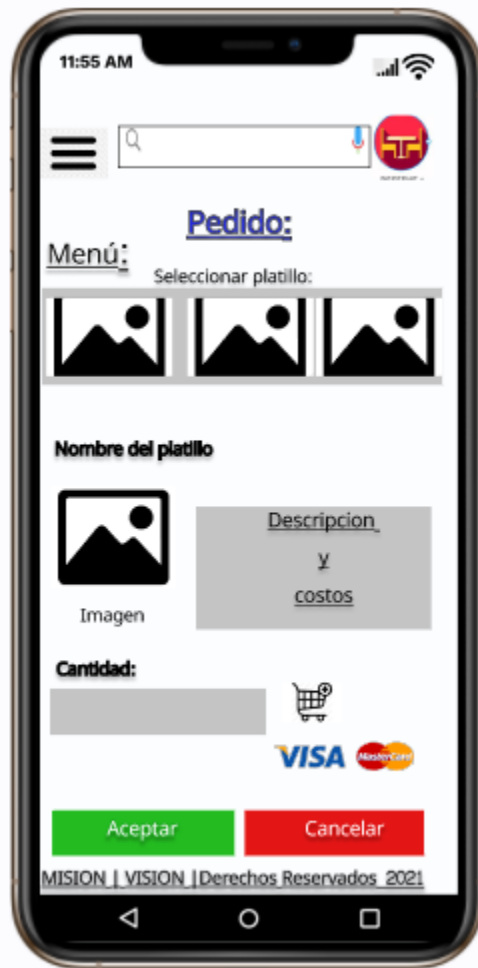 11:55 AM
Pedido:
Menú:
Seleccionar platillo:
Nombre del platillo
Descripcion
y
costos
Imagen
Cantidad:
VISA MasterCard
Aceptar Cancelar
MISION | VISION |Derechos Reservados 2021